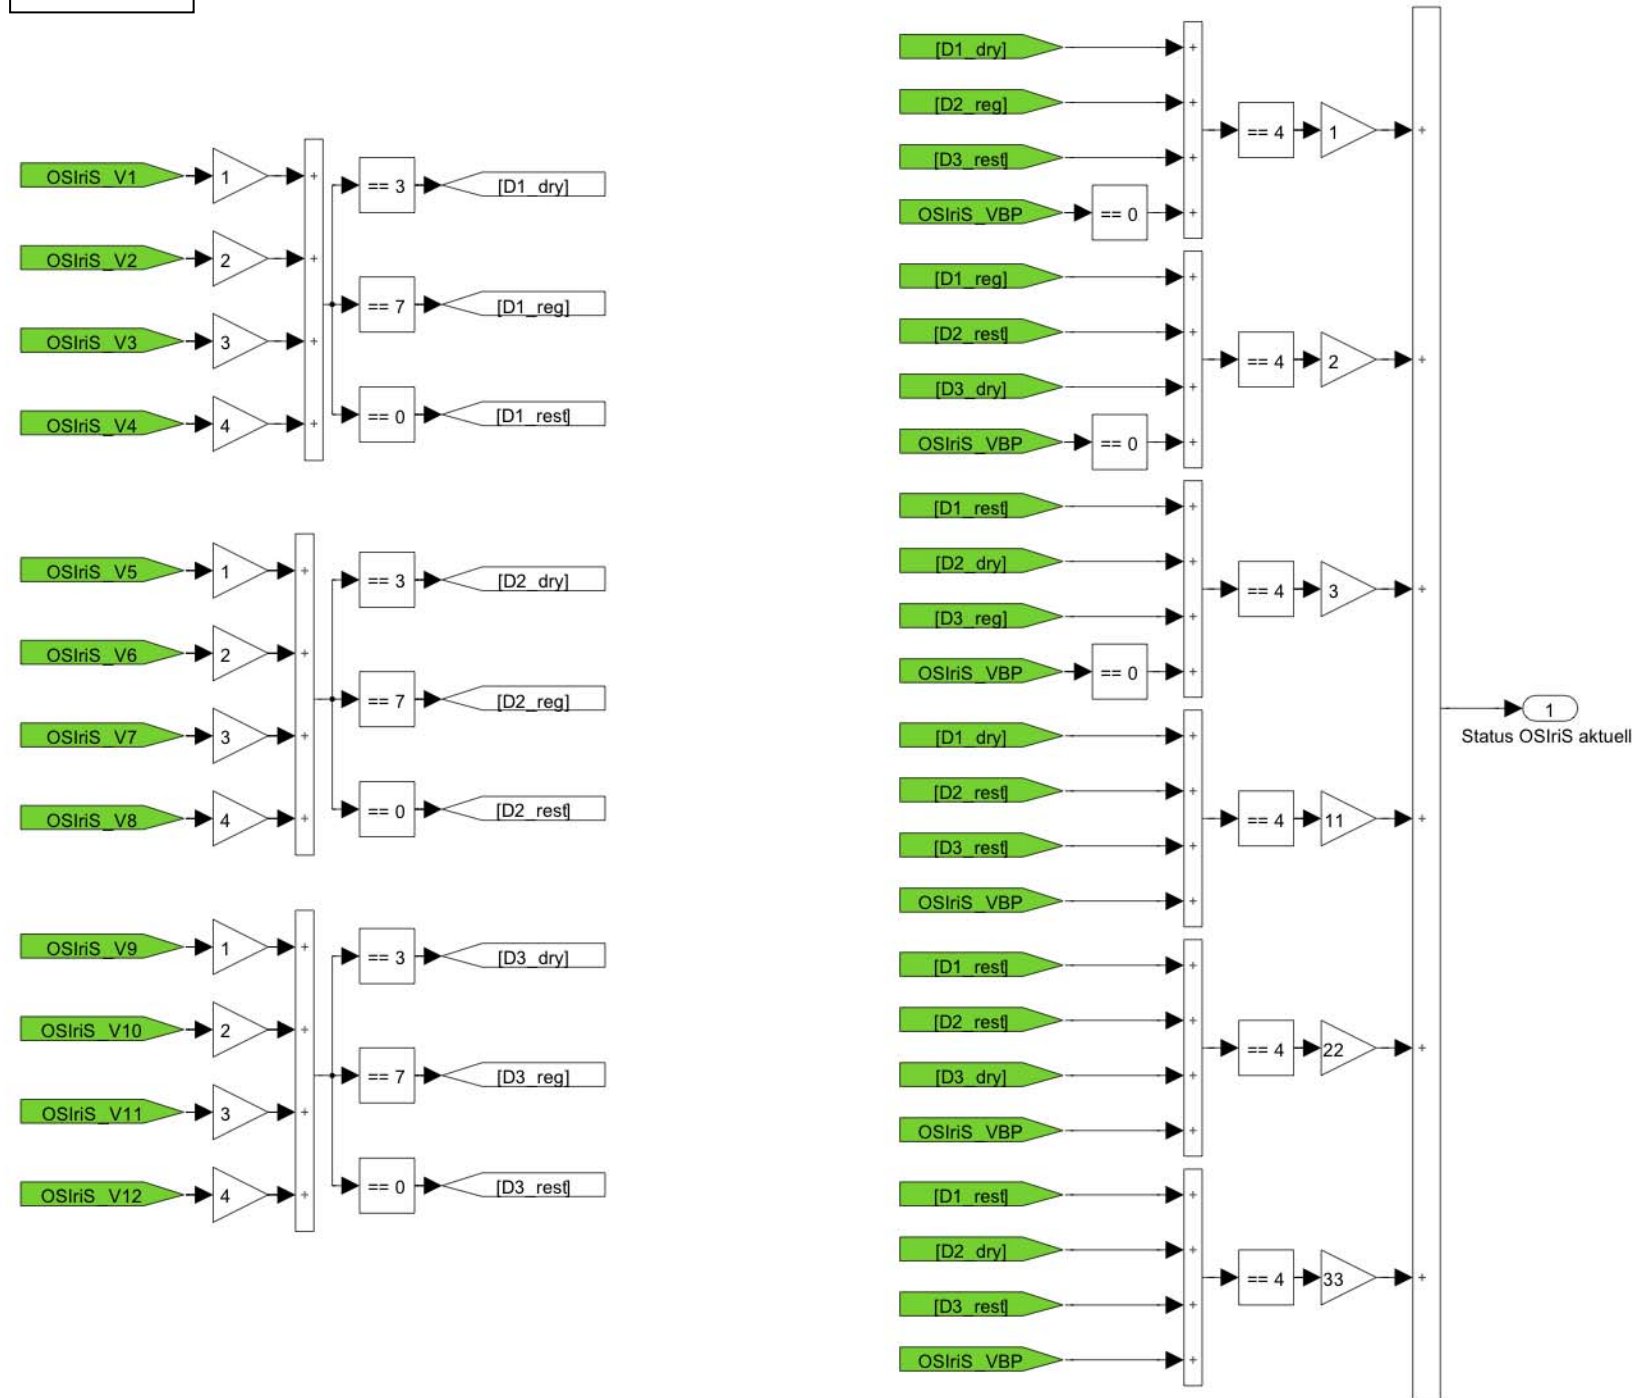 OSIriS_V1
1
+
OSIriS_V2
2
+
OSIriS_V3
3
+
OSIriS_V4
4
+
== 3
[D1_dry]
== 7
[D1_reg]
== 0
[D1_rest]
OSIriS_V5
1
+
OSIriS_V6
2
+
OSIriS_V7
3
+
OSIriS_V8
4
+
== 3
[D2_dry]
== 7
[D2_reg]
== 0
[D2_rest]
OSIriS_V9
1
+
OSIriS_V10
2
+
OSIriS_V11
3
+
OSIriS_V12
4
+
== 3
[D3_dry]
== 7
[D3_reg]
== 0
[D3_rest]
[D1_dry]
+
[D2_reg]
+
[D3_rest]
+
OSIriS_VBP
== 0
+
== 4
1
+
[D1_reg]
+
[D2_rest]
+
[D3_dry]
+
OSIriS_VBP
== 0
+
== 4
2
+
[D1_rest]
+
[D2_dry]
+
[D3_reg]
+
OSIriS_VBP
== 0
+
== 4
3
+
[D1_dry]
+
[D2_rest]
+
[D3_rest]
+
OSIriS_VBP
+
== 4
11
+
[D1_rest]
+
[D2_rest]
+
[D3_dry]
+
OSIriS_VBP
+
== 4
22
+
[D1_rest]
+
[D2_dry]
+
[D3_rest]
+
OSIriS_VBP
+
== 4
33
+
1
Status OSIriS aktuell